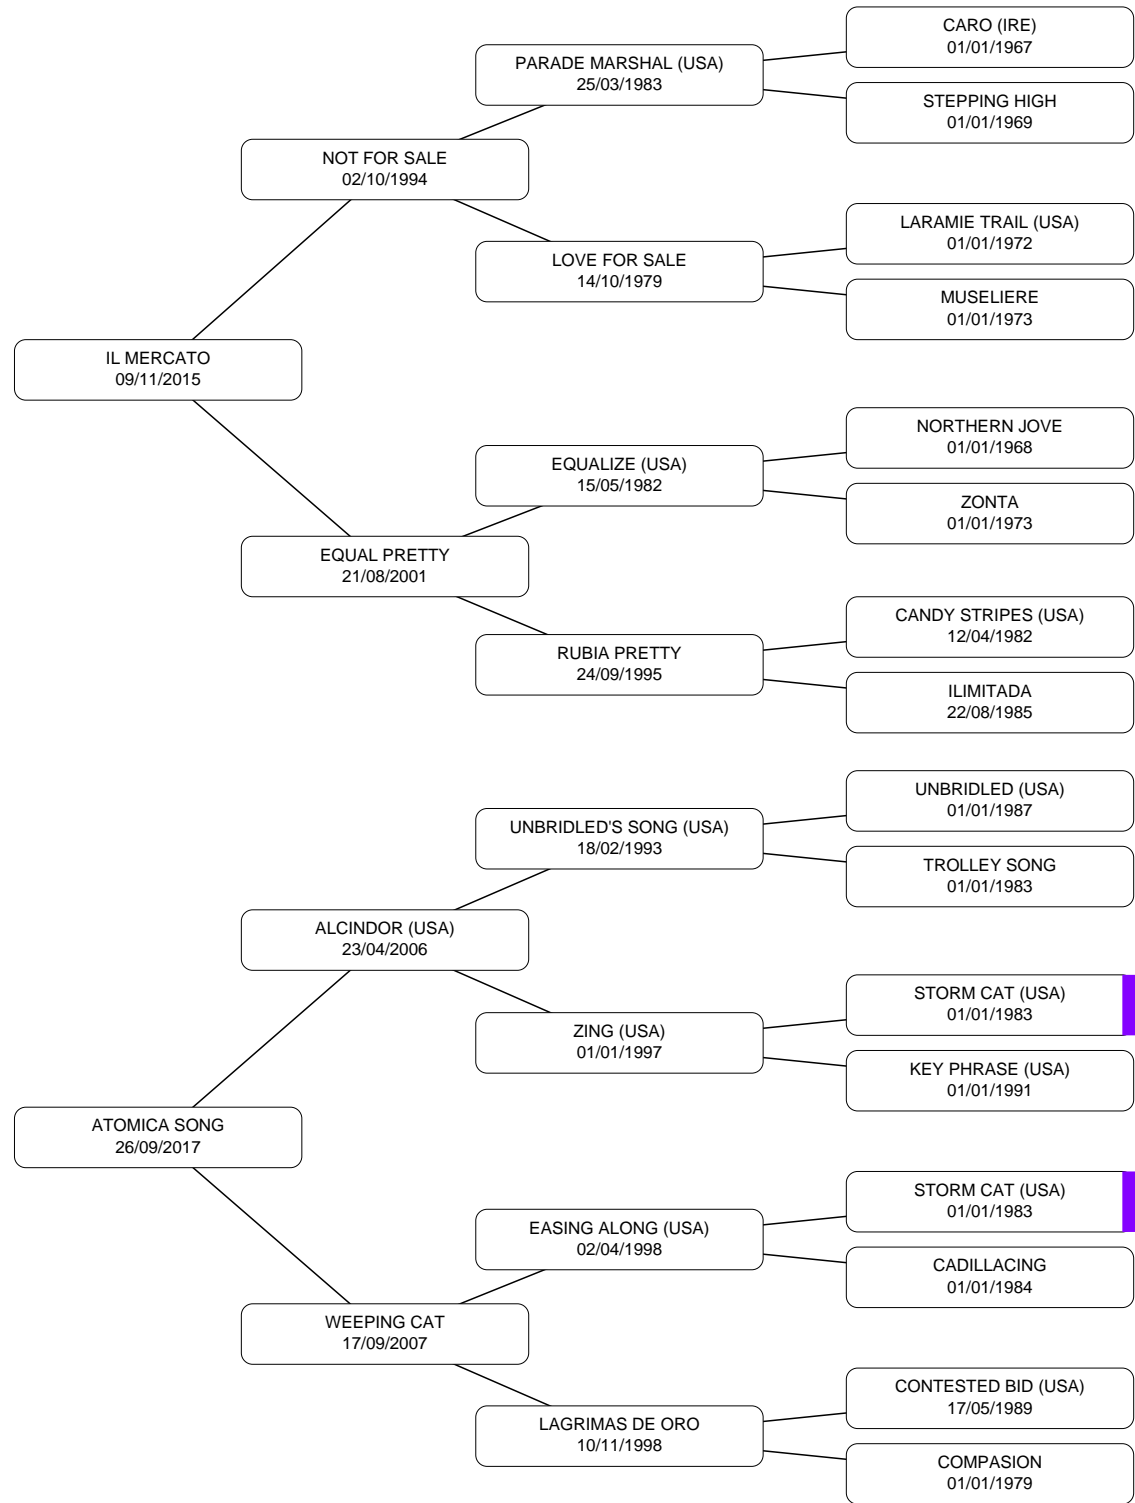 CARO (IRE)
01/01/1967
PARADE MARSHAL (USA)
25/03/1983
STEPPING HIGH
01/01/1969
NOT FOR SALE
02/10/1994
LARAMIE TRAIL (USA)
01/01/1972
LOVE FOR SALE
14/10/1979
MUSELIERE
01/01/1973
IL MERCATO
09/11/2015
NORTHERN JOVE
01/01/1968
EQUALIZE (USA)
15/05/1982
ZONTA
01/01/1973
EQUAL PRETTY
21/08/2001
CANDY STRIPES (USA)
12/04/1982
RUBIA PRETTY
24/09/1995
ILIMITADA
22/08/1985
UNBRIDLED (USA)
01/01/1987
UNBRIDLED'S SONG (USA)
18/02/1993
TROLLEY SONG
01/01/1983
ALCINDOR (USA)
23/04/2006
STORM CAT (USA)
01/01/1983
ZING (USA)
01/01/1997
KEY PHRASE (USA)
01/01/1991
ATOMICA SONG
26/09/2017
STORM CAT (USA)
01/01/1983
EASING ALONG (USA)
02/04/1998
CADILLACING
01/01/1984
WEEPING CAT
17/09/2007
CONTESTED BID (USA)
17/05/1989
LAGRIMAS DE ORO
10/11/1998
COMPASION
01/01/1979